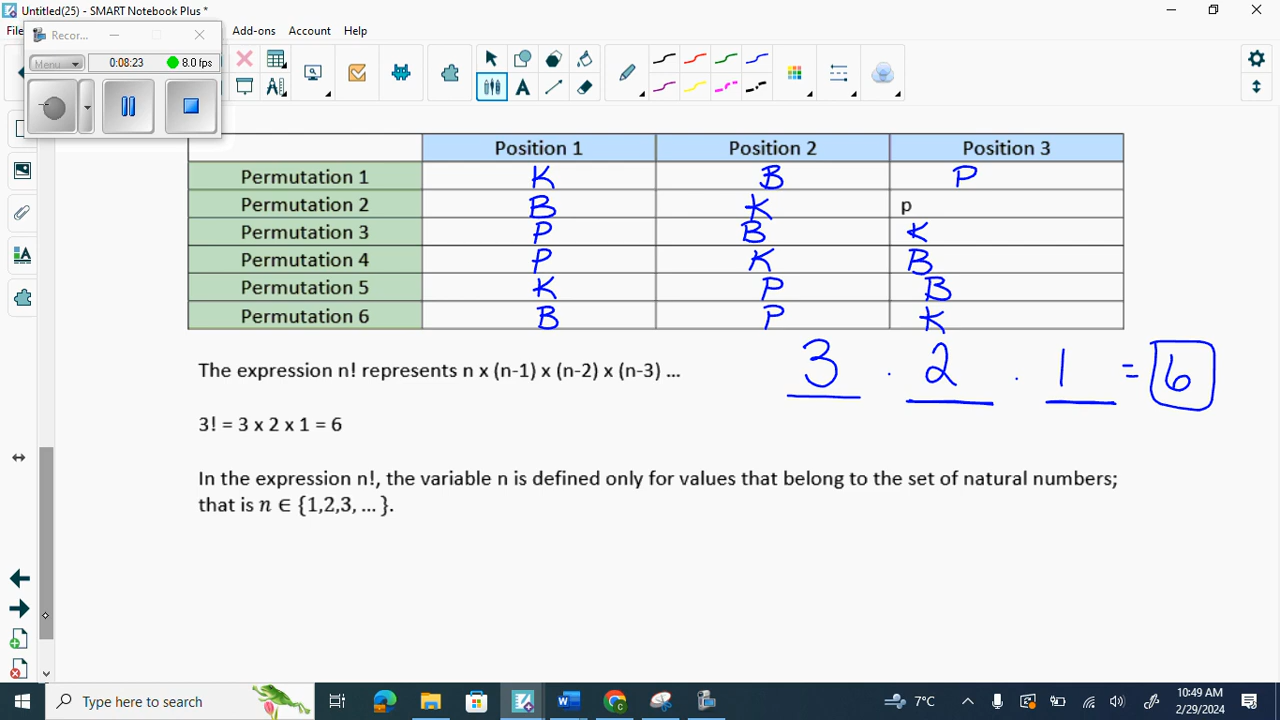 Untitled(25) - SMART Notebook Plus *
Recor...
File
Add-ons Account Help
Menu 0:08:23 8.0 fps
Position 1 Position 2 Position 3
Permutation 1 K B P
Permutation 2 B K p
Permutation 3 P B K
Permutation 4 P K B
Permutation 5 K P B
Permutation 6 B P K
The expression n! represents n x (n-1) x (n-2) x (n-3) ...
3 · 2 · 1 = 6
3! = 3 x 2 x 1 = 6
In the expression n!, the variable n is defined only for values that belong to the set of natural numbers;
that is n ∈ {1,2,3, ... }.
Type here to search
7°C
10:49 AM
2/29/2024